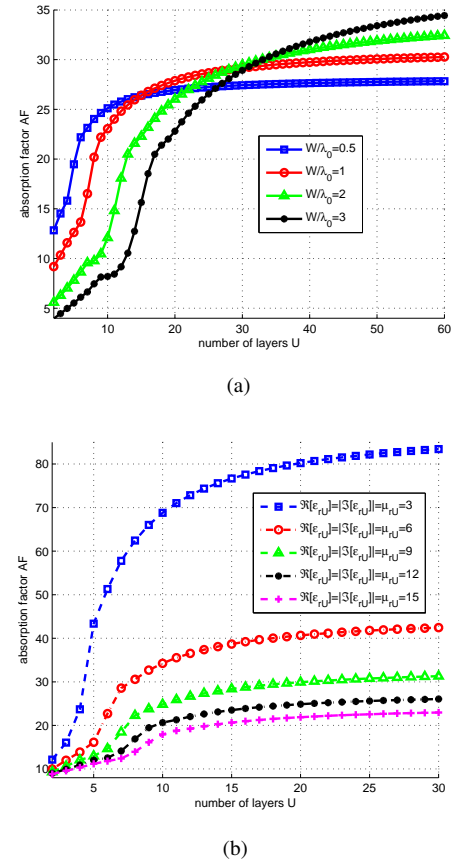 35
30
25
20
15
10
5
absorption factor AF
W/λ0=0.5
W/λ0=1
W/λ0=2
W/λ0=3
10 20 30 40 50 60
number of layers U
(a)
80
70
60
50
40
30
20
10
absorption factor AF
ℜ[εrU]=|ℑ[εrU]|=μrU=3
ℜ[εrU]=|ℑ[εrU]|=μrU=6
ℜ[εrU]=|ℑ[εrU]|=μrU=9
ℜ[εrU]=|ℑ[εrU]|=μrU=12
ℜ[εrU]=|ℑ[εrU]|=μrU=15
5 10 15 20 25 30
number of layers U
(b)